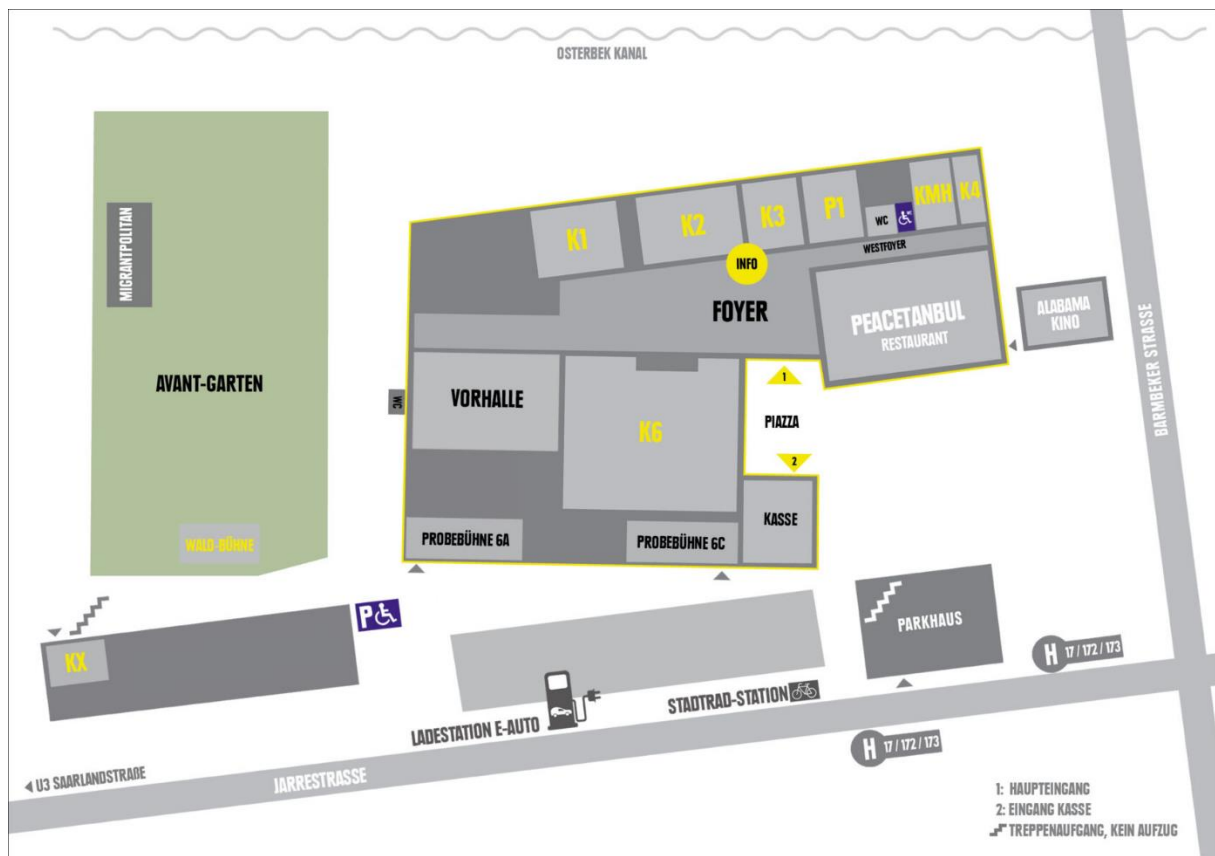 OSTERBEK KANAL
BARMBEKER STRASSE
MIGRANTPOLITAN
AVANT-GARTEN
WALD-BÜHNE
K1
K2
K3
P1
WC
WC
KMH
K4
WESTFOYER
INFO
FOYER
PEACETANBUL
RESTAURANT
ALABAMA
KINO
WC
VORHALLE
K6
1
PIAZZA
2
KASSE
PROBEBÜHNE 6A
PROBEBÜHNE 6C
KX
P
PARKHAUS
H 17 / 172 / 173
STADTRAD-STATION
LADESTATION E-AUTO
H 17 / 172 / 173
U3 SAARLANDSTRAßE
JARRESTRASSE
1: HAUPTEINGANG
2: EINGANG KASSE
TREPPENAUFGANG, KEIN AUFZUG